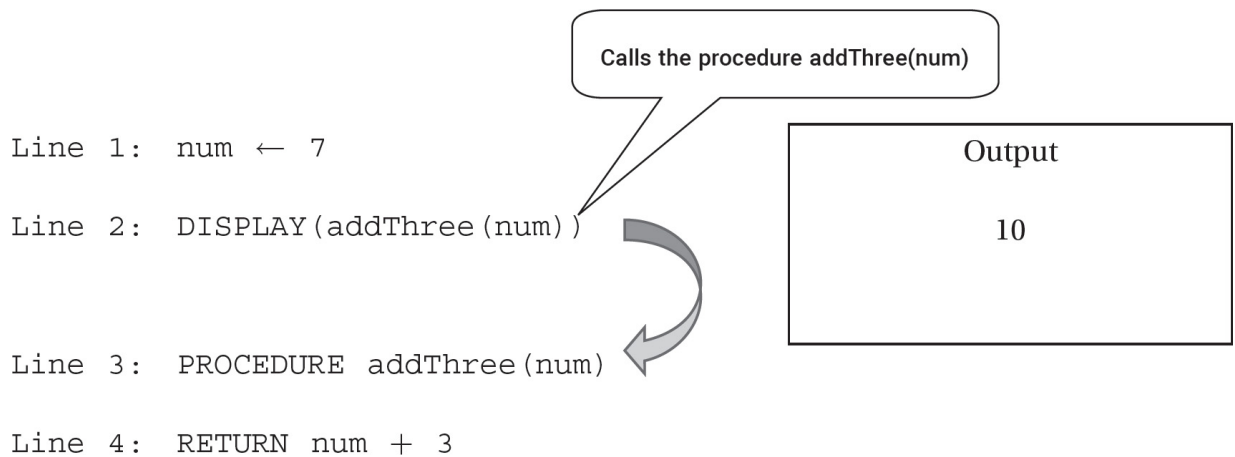 Calls the procedure addThree(num)
Line 1: num ← 7
Output
Line 2: DISPLAY(addThree(num))
10
Line 3: PROCEDURE addThree(num)
Line 4: RETURN num + 3